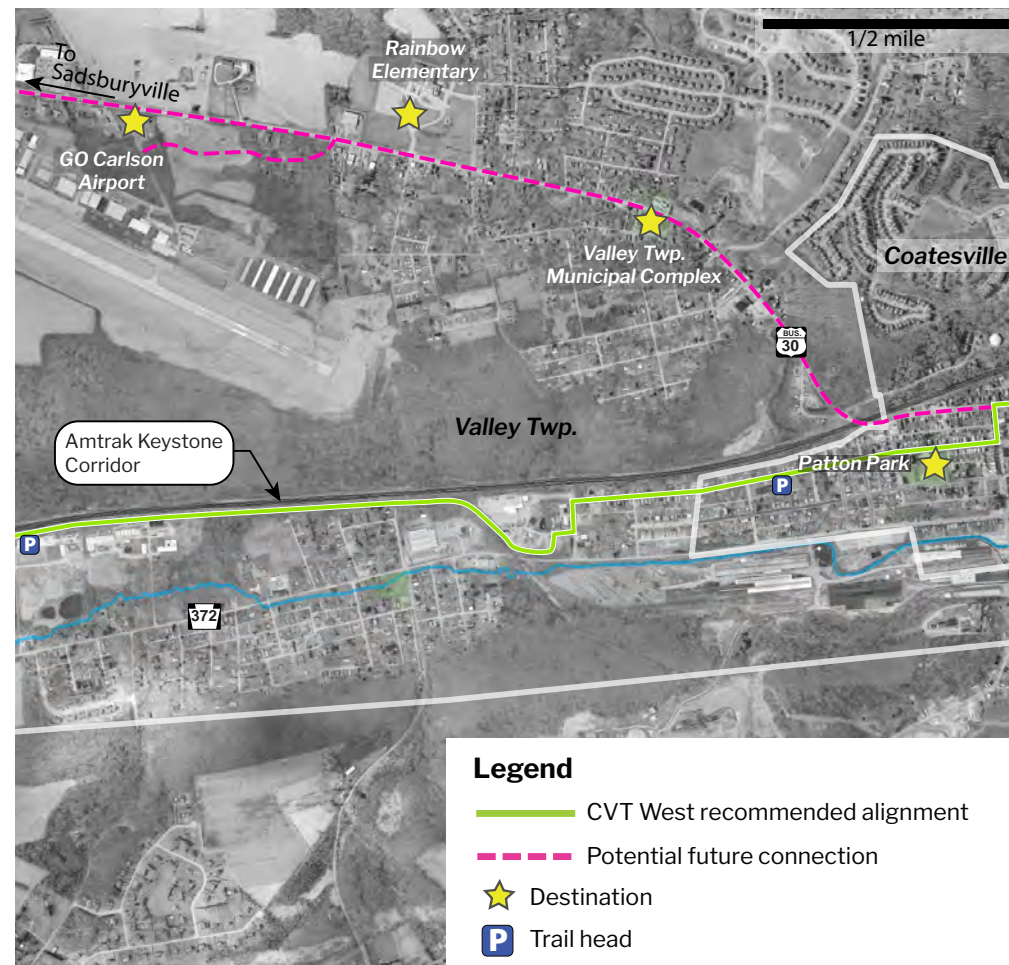 1/2 mile
To
Sadsburyville
Rainbow
Elementary
GO Carlson
Airport
Valley Twp.
Municipal Complex
Coatesville
BUS.
30
Valley Twp.
Amtrak Keystone
Corridor
Patton Park
P
P
372
Legend
CVT West recommended alignment
Potential future connection
Destination
P
Trail head